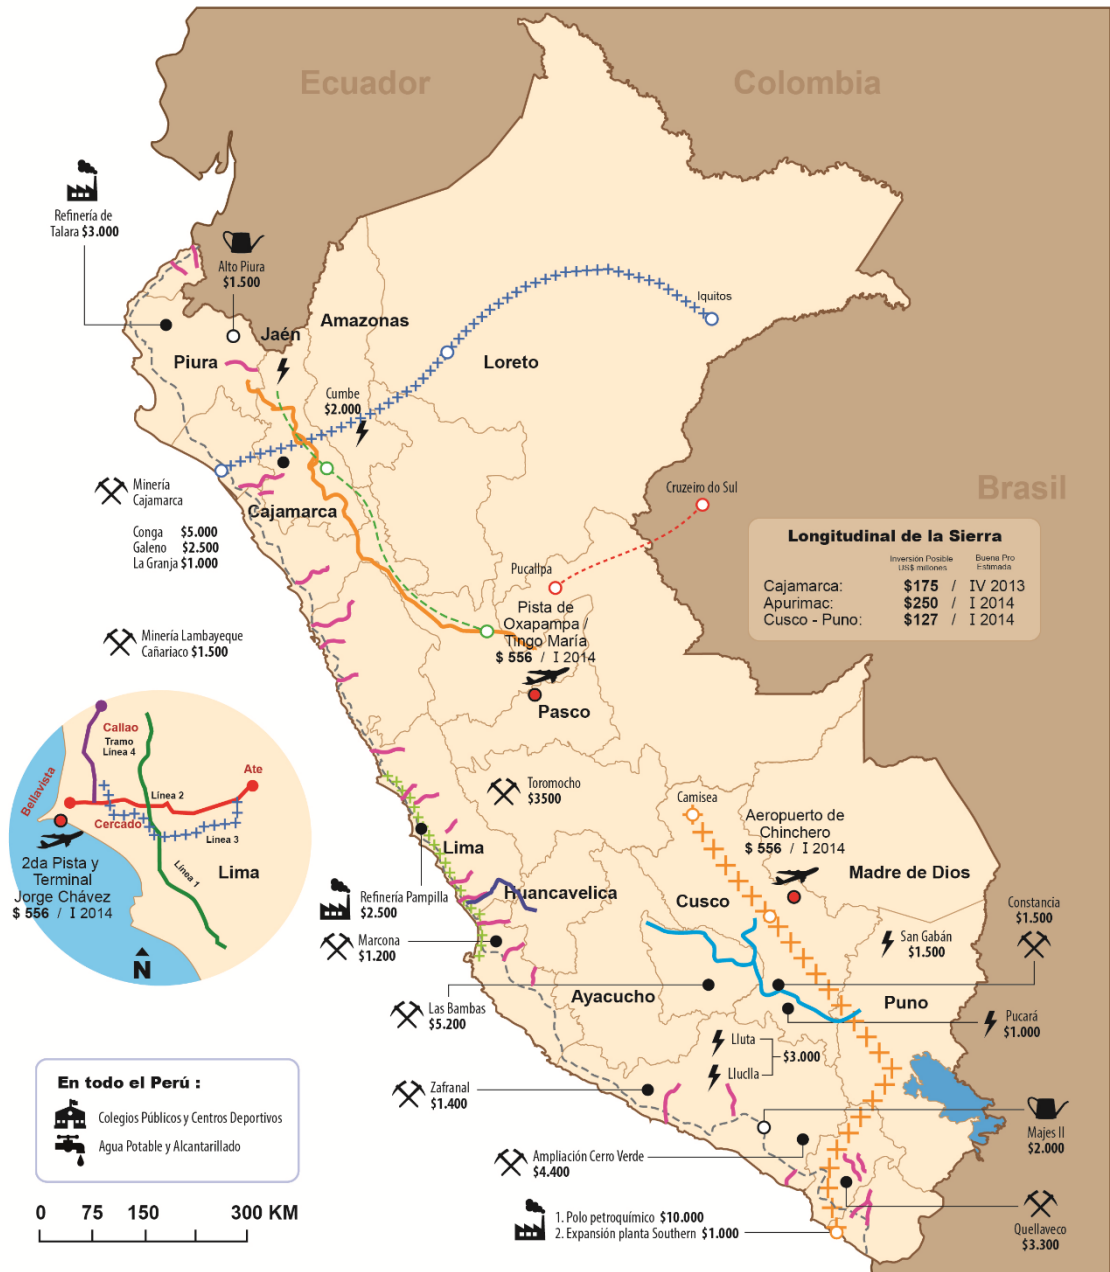 Ecuador
Colombia
Refinería de
Talara $3.000
Alto Piura
$1.500
Iquitos
Amazonas
Jaén
Piura
Loreto
Cumbe
$2.000
Minería
Cajamarca
Conga $5.000
Galeno $2.500
La Granja $1.000
Cajamarca
Cruzeiro do Sul
Brasil
Longitudinal de la Sierra
Inversión Posible
US$ millones
Buena Pro
Estimada
Cajamarca: $175 / IV 2013
Apurimac: $250 / I 2014
Cusco - Puno: $127 / I 2014
Pucallpa
Pista de
Oxapampa /
Tingo María
$ 556 / I 2014
Pasco
Minería Lambayeque
Cañariaco $1.500
Callao
Tramo
Línea 4
Bellavista
Ate
Línea 2
Cercado
Línea 3
Línea 1
Lima
2da Pista y
Terminal
Jorge Chávez
$ 556 / I 2014
N
Toromocho
$3500
Camisea
Aeropuerto de
Chinchero
$ 556 / I 2014
Lima
Madre de Dios
Refinería Pampilla
$2.500
Huancavelica
Cusco
Constancia
$1.500
Marcona
$1.200
San Gabán
$1.500
Ayacucho
Puno
Las Bambas
$5.200
Pucará
$1.000
Lluta
$3.000
Lluclla
Zafranal
$1.400
Majes II
$2.000
Ampliación Cerro Verde
$4.400
Quellaveco
$3.300
1. Polo petroquímico $10.000
2. Expansión planta Southern $1.000
En todo el Perú :
Colegios Públicos y Centros Deportivos
Agua Potable y Alcantarillado
0 75 150 300 KM